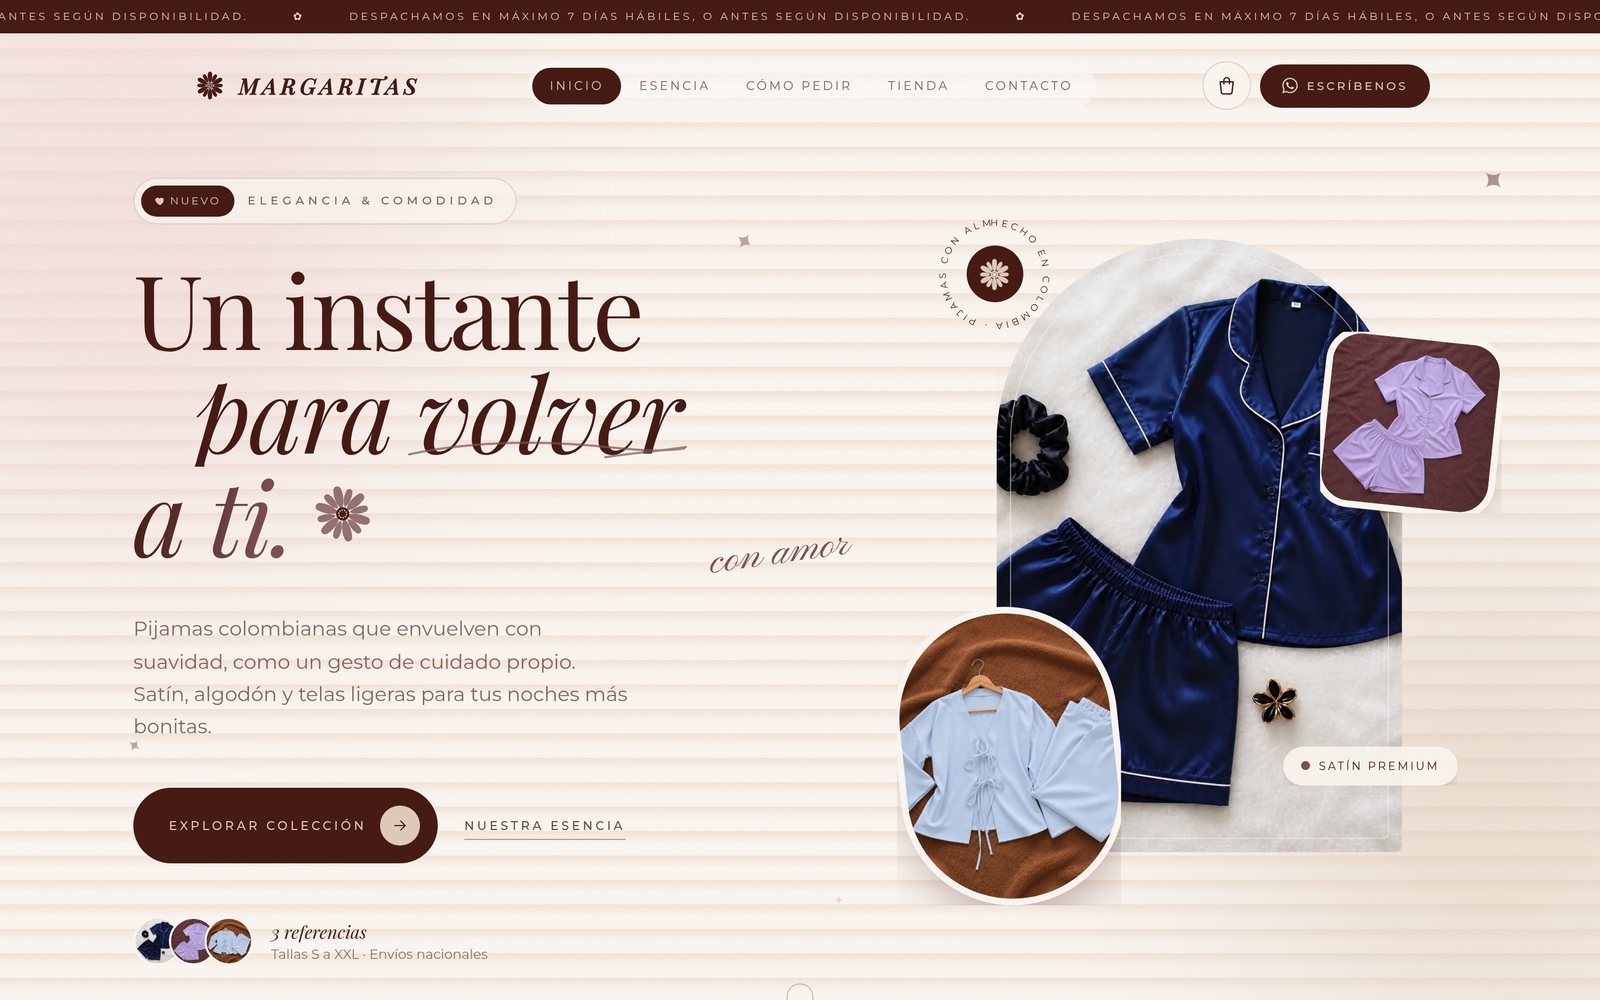 ANTES SEGÚN DISPONIBILIDAD. ✿ DESPACHAMOS EN MÁXIMO 7 DÍAS HÁBILES, O ANTES SEGÚN DISPONIBILIDAD. ✿ DESPACHAMOS EN MÁXIMO 7 DÍAS HÁBILES, O ANTES SEGÚN
MARGARITAS
INICIO ESENCIA CÓMO PEDIR TIENDA CONTACTO
ESCRÍBENOS
NUEVO ELEGANCIA & COMODIDAD
HECHO EN COLOMBIA · PIJAMAS CON ALM
Un instante
para volver
a ti.
con amor
Pijamas colombianas que envuelven con
suavidad, como un gesto de cuidado propio.
Satín, algodón y telas ligeras para tus noches más
bonitas.
SATÍN PREMIUM
EXPLORAR COLECCIÓN →
NUESTRA ESENCIA
3 referencias
Tallas S a XXL · Envíos nacionales